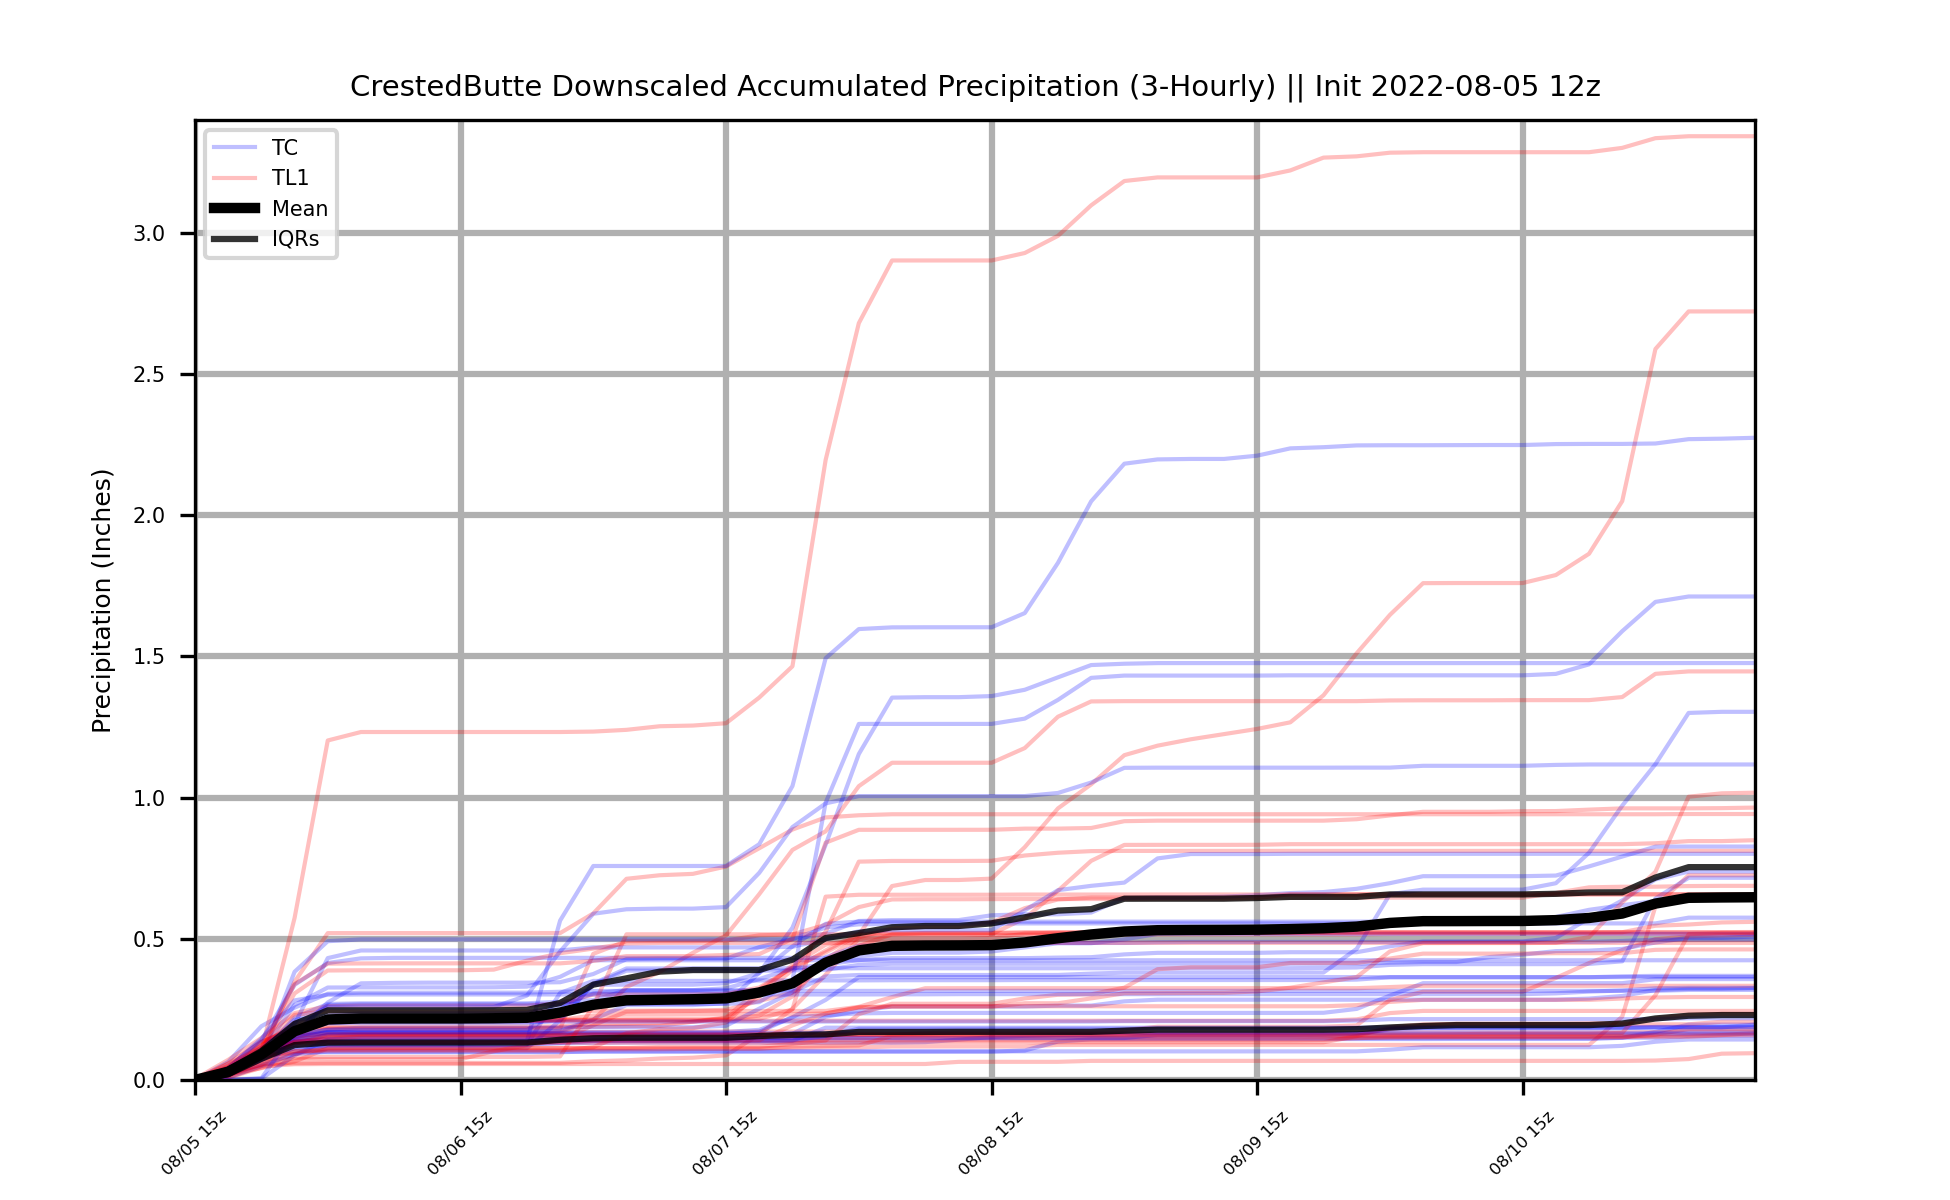 CrestedButte Downscaled Accumulated Precipitation (3-Hourly) || Init 2022-08-05 12z
TC
TL1
Mean
IQRs
Precipitation (Inches)
3.0
2.5
2.0
1.5
1.0
0.5
0.0
08/05 15z
08/06 15z
08/07 15z
08/08 15z
08/09 15z
08/10 15z